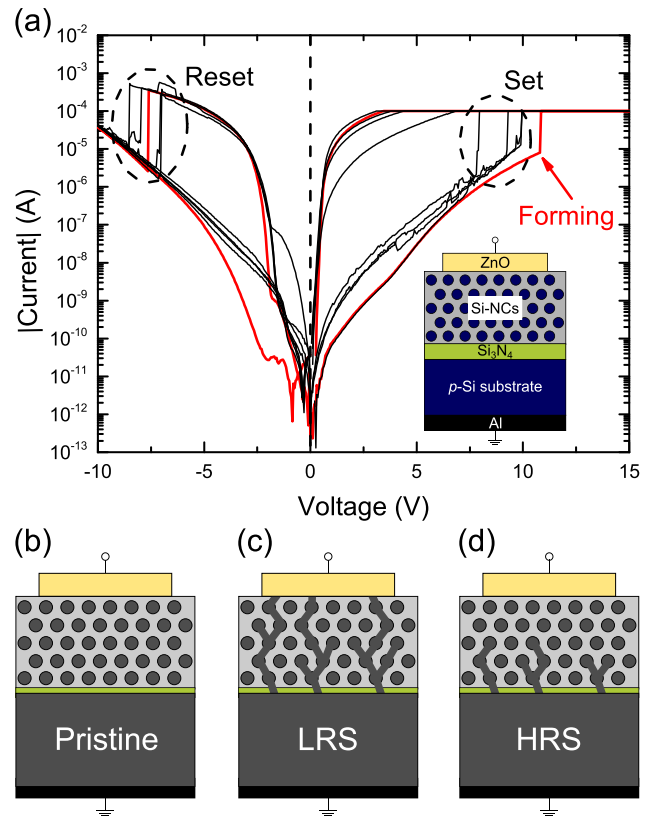 (a)
|Current| (A)
10⁻²
10⁻³
10⁻⁴
10⁻⁵
10⁻⁶
10⁻⁷
10⁻⁸
10⁻⁹
10⁻¹⁰
10⁻¹¹
10⁻¹²
10⁻¹³
Reset
Set
Forming
ZnO
Si-NCs
Si₃N₄
p-Si substrate
Al
-10 -5 0 5 10 15
Voltage (V)
(b) (c) (d)
Pristine LRS HRS